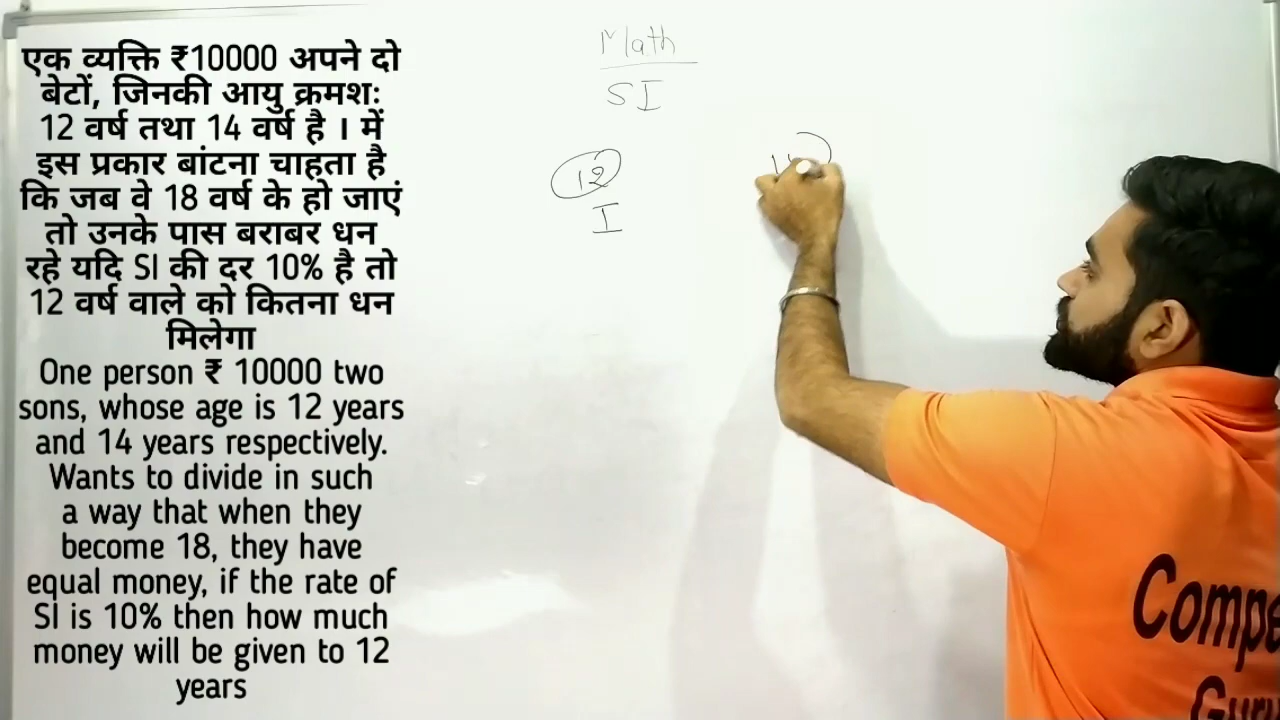 एक व्यक्ति ₹10000 अपने दो
बेटों, जिनकी आयु क्रमशः
12 वर्ष तथा 14 वर्ष है । में
इस प्रकार बांटना चाहता है
कि जब वे 18 वर्ष के हो जाएं
तो उनके पास बराबर धन
रहे यदि SI की दर 10% है तो
12 वर्ष वाले को कितना धन
मिलेगा
One person ₹ 10000 two
sons, whose age is 12 years
and 14 years respectively.
Wants to divide in such
a way that when they
become 18, they have
equal money, if the rate of
SI is 10% then how much
money will be given to 12
years
Math
SI
12
I